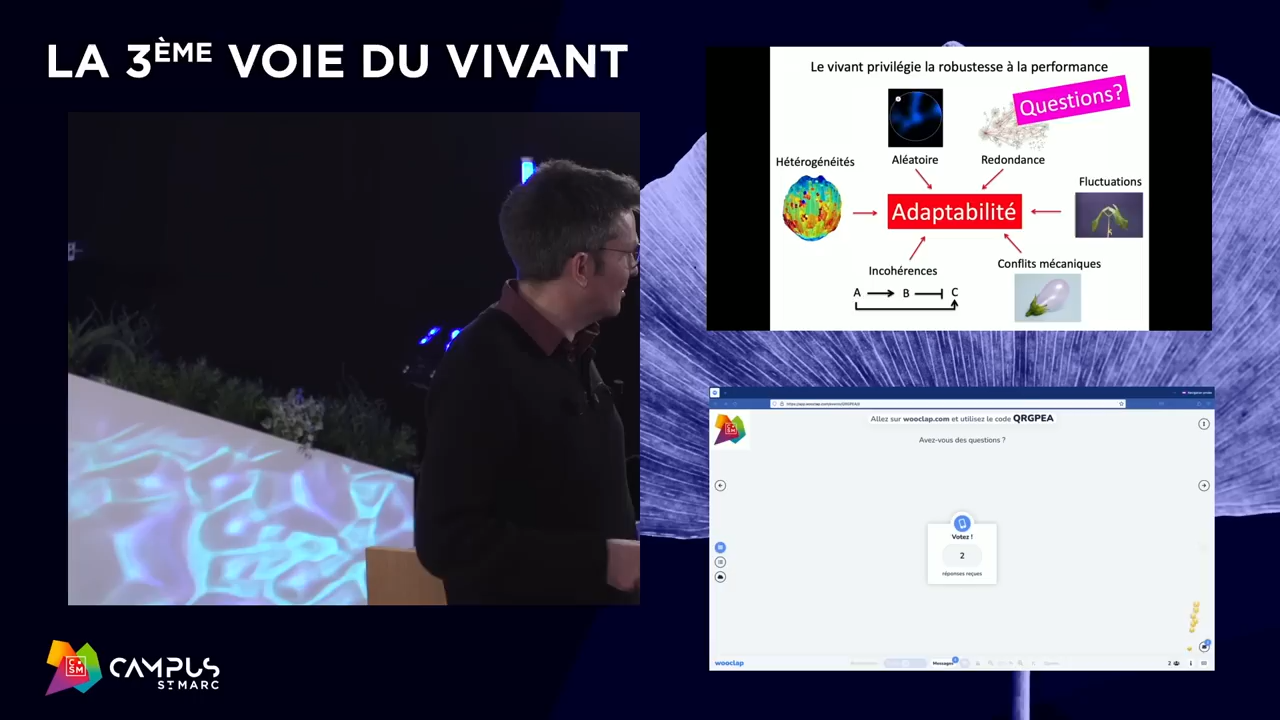 LA 3ÈME VOIE DU VIVANT
Le vivant privilégie la robustesse à la performance
Questions?
Hétérogénéités
Aléatoire
Redondance
Fluctuations
Adaptabilité
Incohérences
Conflits mécaniques
A B C
Allez sur wooclap.com et utilisez le code QRGPEA
Avez-vous des questions ?
Votez !
2
réponses reçues
wooclap
Messages
2
CSM
CAMPUS
ST MARC